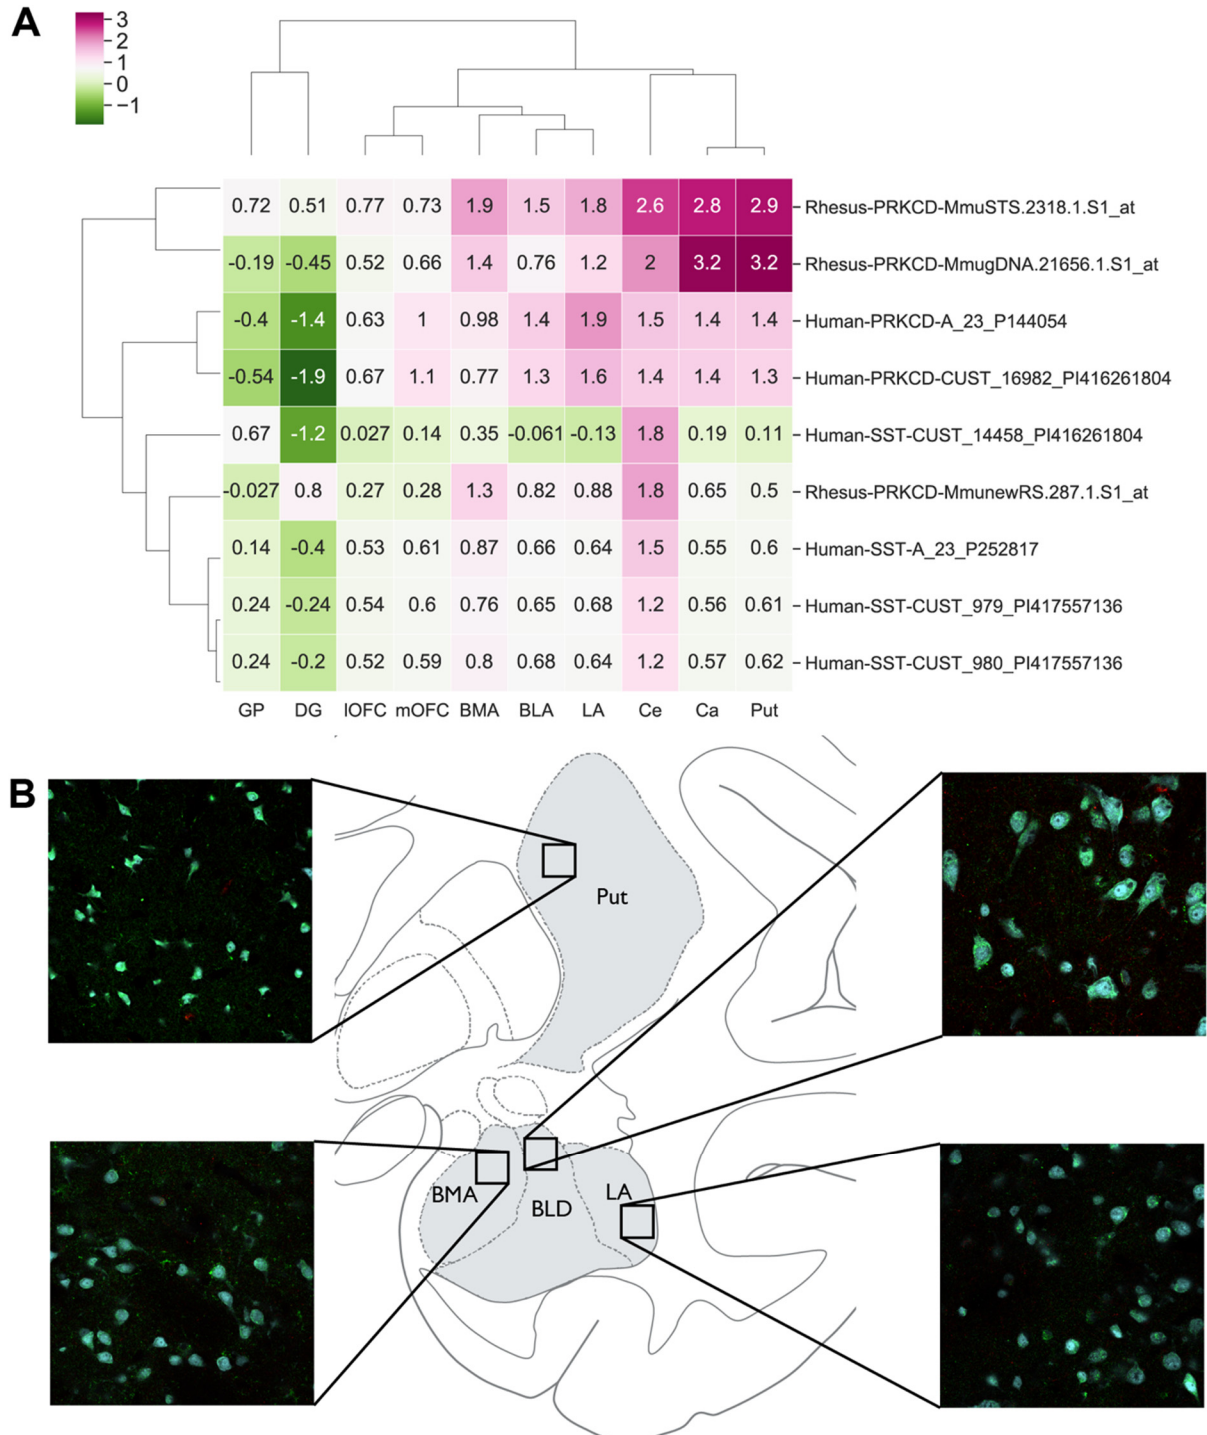 A
3
2
1
0
−1
0.72 0.51 0.77 0.73 1.9 1.5 1.8 2.6 2.8 2.9 Rhesus-PRKCD-MmuSTS.2318.1.S1_at
-0.19 -0.45 0.52 0.66 1.4 0.76 1.2 2 3.2 3.2 Rhesus-PRKCD-MmugDNA.21656.1.S1_at
-0.4 -1.4 0.63 1 0.98 1.4 1.9 1.5 1.4 1.4 Human-PRKCD-A_23_P144054
-0.54 -1.9 0.67 1.1 0.77 1.3 1.6 1.4 1.4 1.3 Human-PRKCD-CUST_16982_PI416261804
0.67 -1.2 0.027 0.14 0.35 -0.061 -0.13 1.8 0.19 0.11 Human-SST-CUST_14458_PI416261804
-0.027 0.8 0.27 0.28 1.3 0.82 0.88 1.8 0.65 0.5 Rhesus-PRKCD-MmunewRS.287.1.S1_at
0.14 -0.4 0.53 0.61 0.87 0.66 0.64 1.5 0.55 0.6 Human-SST-A_23_P252817
0.24 -0.24 0.54 0.6 0.76 0.65 0.68 1.2 0.56 0.61 Human-SST-CUST_979_PI417557136
0.24 -0.2 0.52 0.59 0.8 0.68 0.64 1.2 0.57 0.62 Human-SST-CUST_980_PI417557136
GP DG lOFC mOFC BMA BLA LA Ce Ca Put
B
Put
BMA
BLD
LA